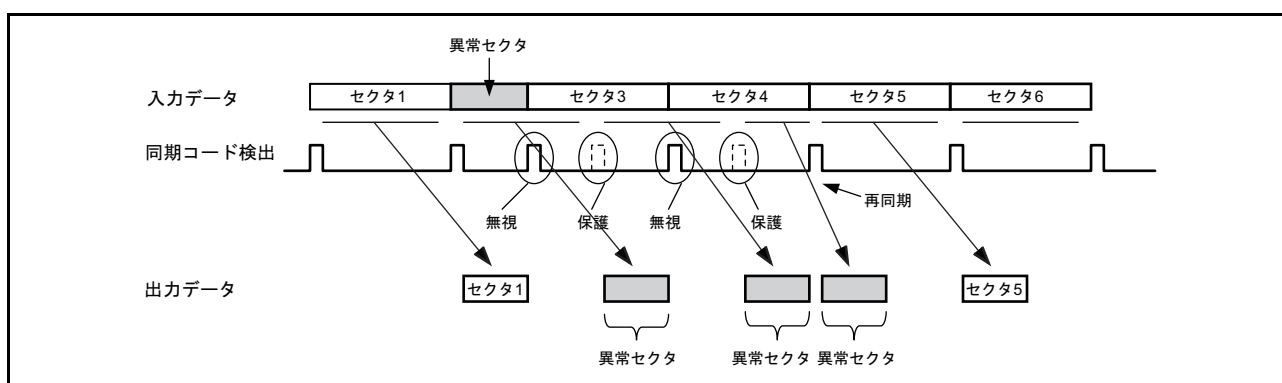 異常セクタ
入力データ
セクタ1
セクタ3
セクタ4
セクタ5
セクタ6
同期コード検出
無視
保護
無視
保護
再同期
出力データ
セクタ1
セクタ5
異常セクタ
異常セクタ
異常セクタ